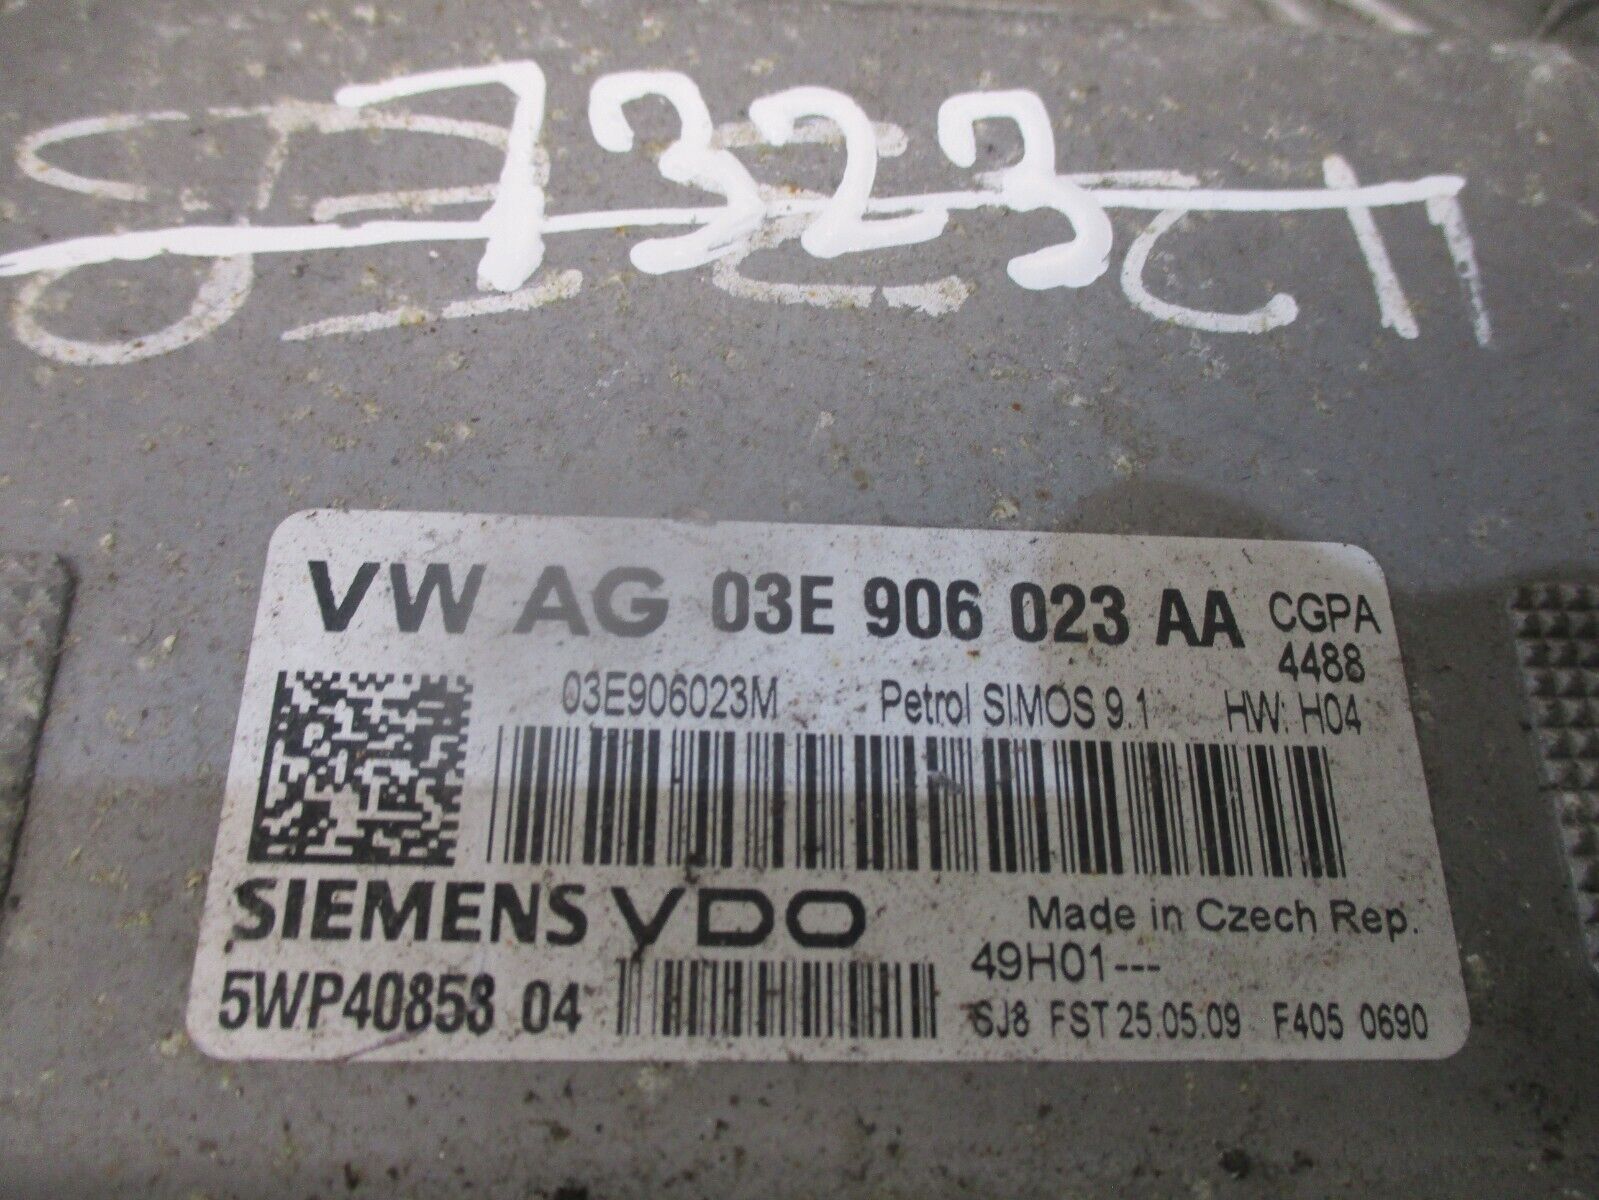 7323
VW AG 03E 906 023 AA CGPA
4488
03E906023M Petrol SIMOS 9.1 HW: H04
SIEMENS VDO Made in Czech Rep.
49H01---
5WP40858 04
SJ8 FST 25.05.09 F405 0690